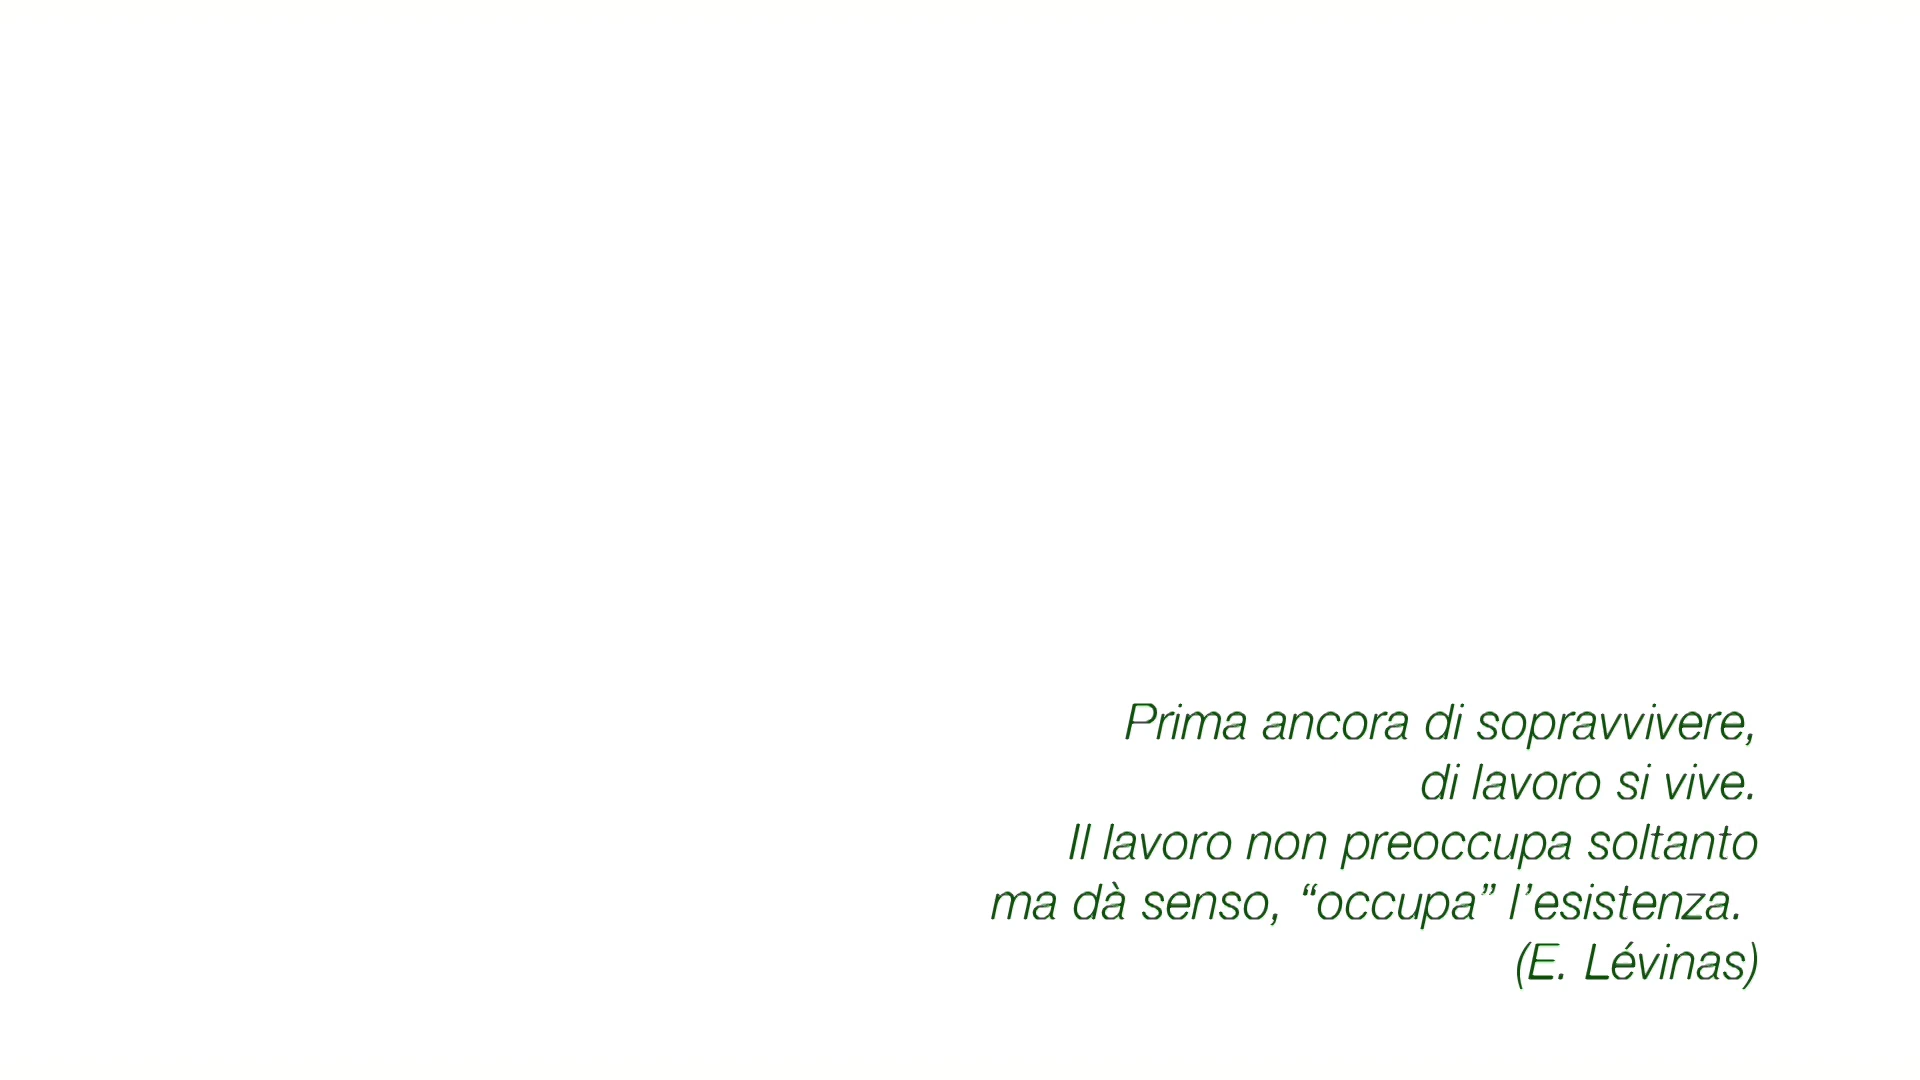 Prima ancora di sopravvivere,
di lavoro si vive.
Il lavoro non preoccupa soltanto
ma dà senso, “occupa” l’esistenza.
(E. Lévinas)